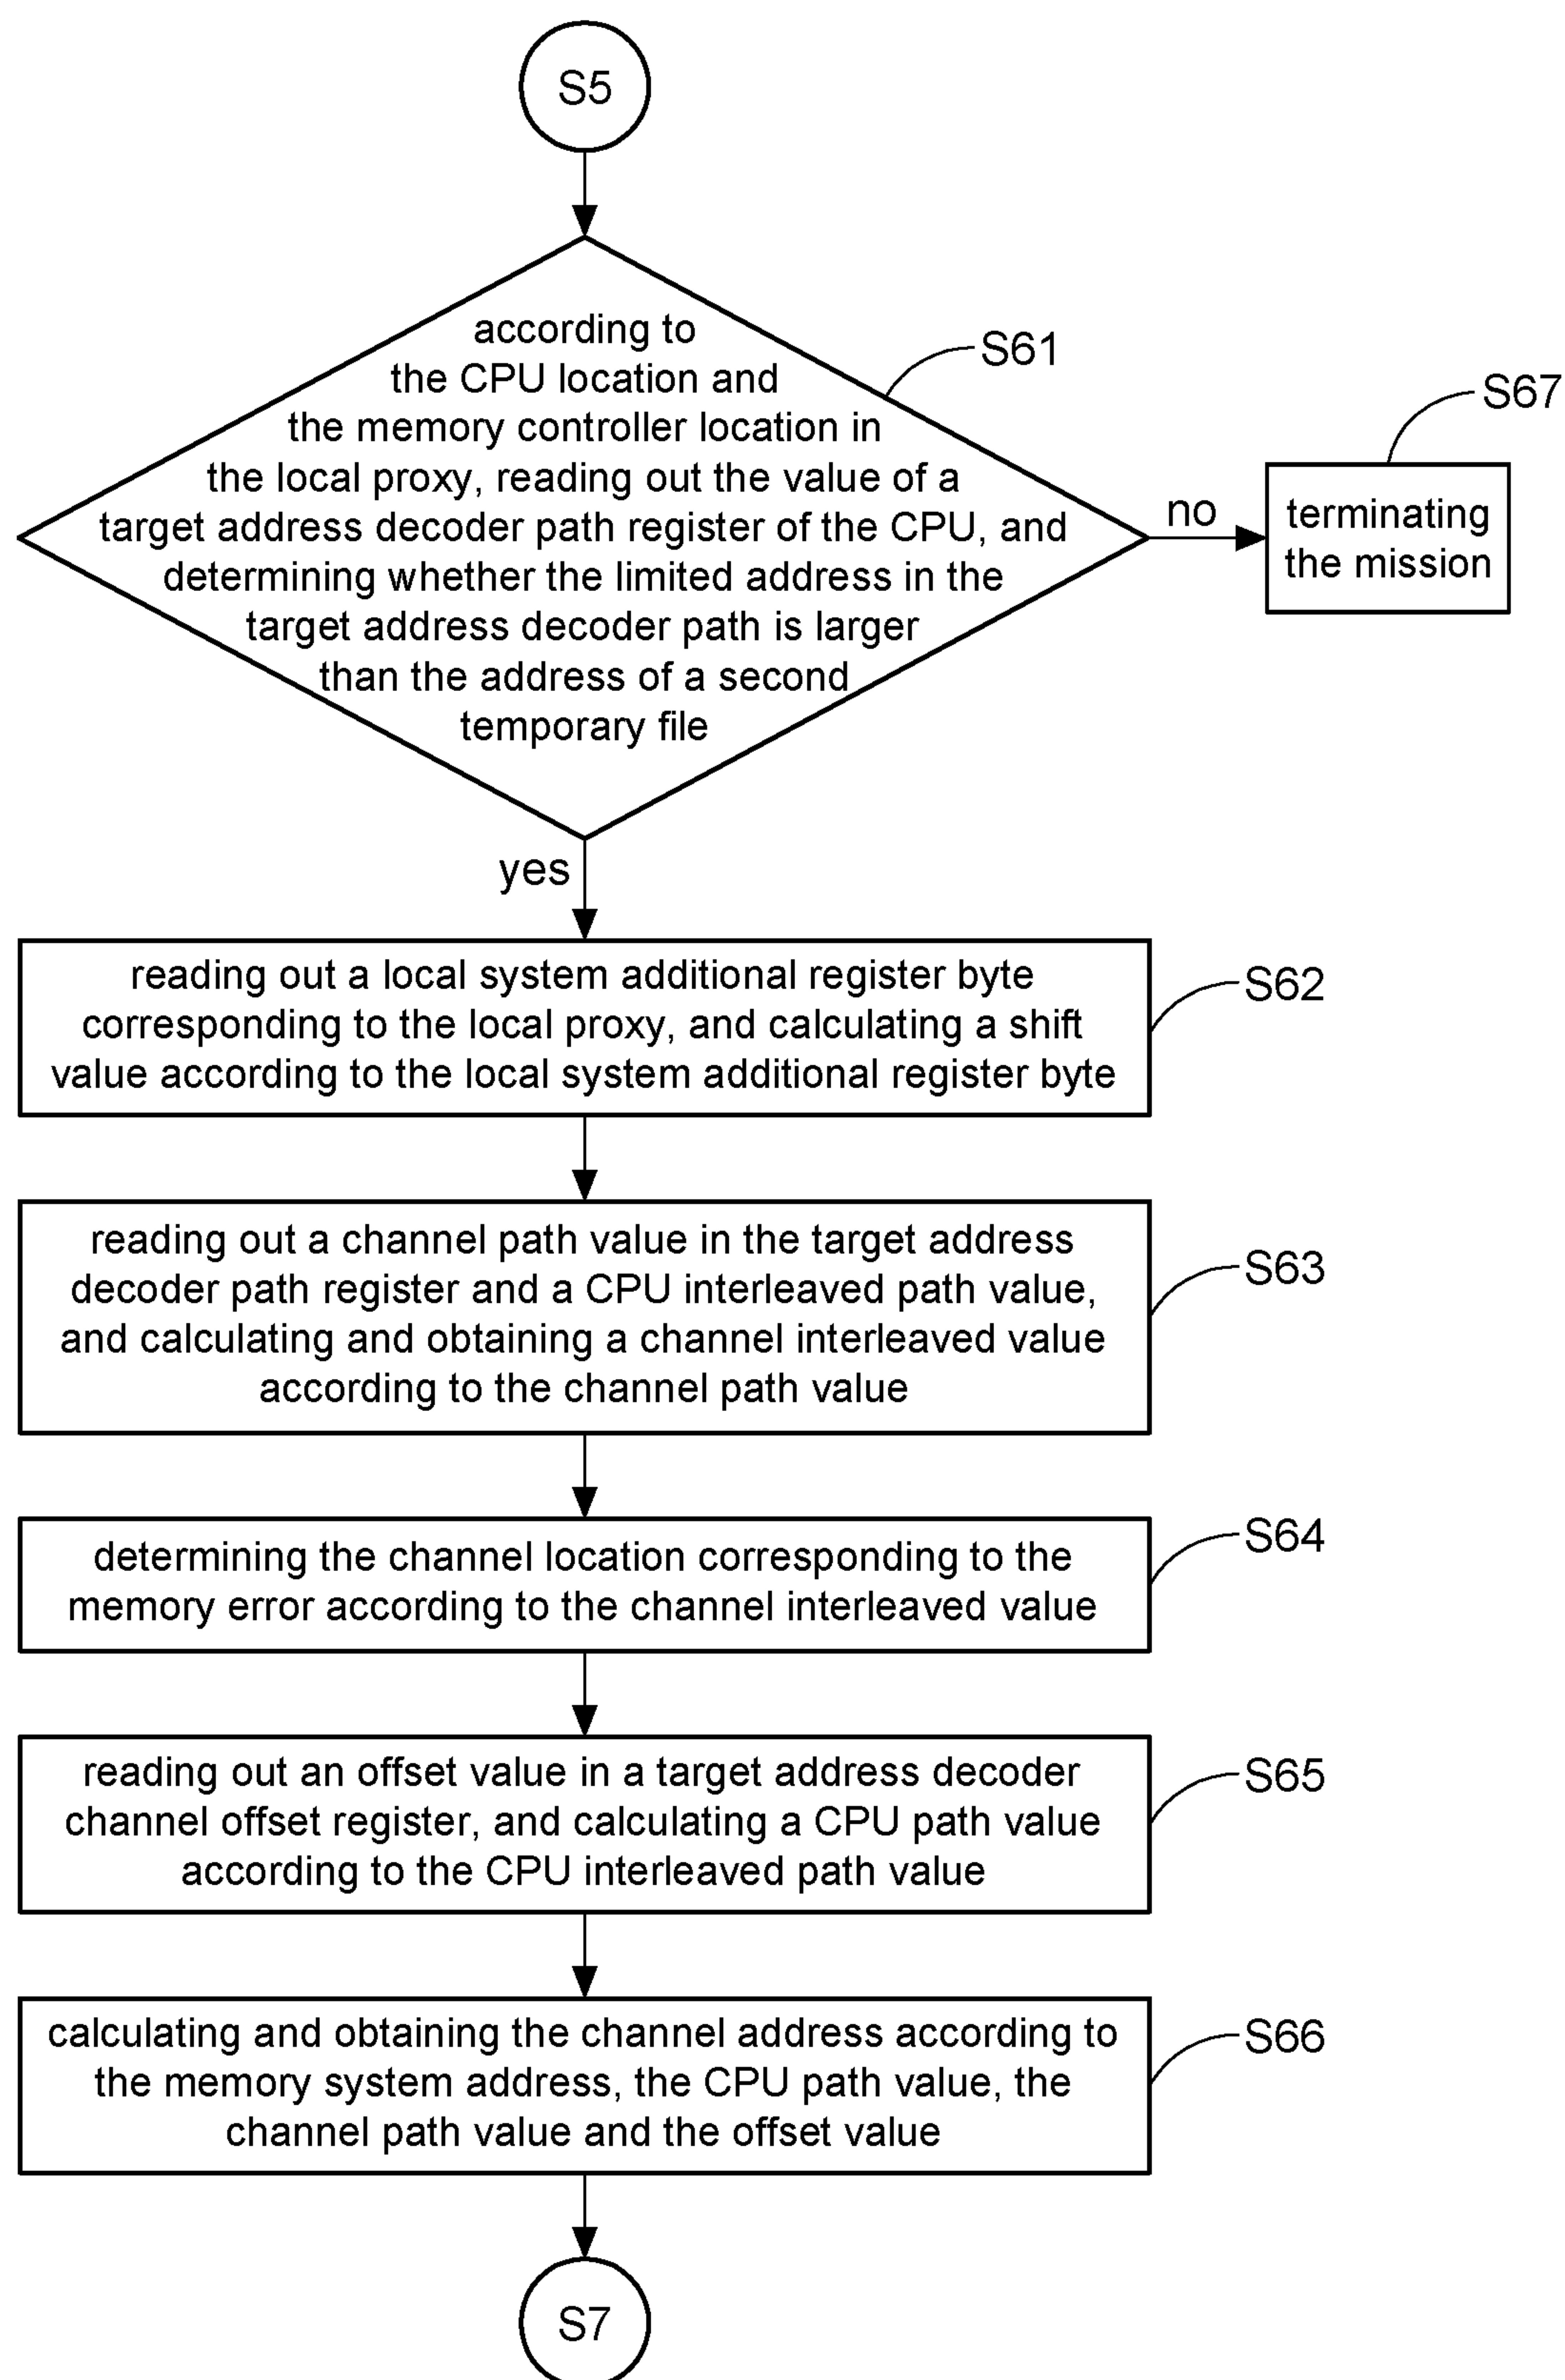 S5
according to
the CPU location and
the memory controller location in
the local proxy, reading out the value of a
target address decoder path register of the CPU, and
determining whether the limited address in the
target address decoder path is larger
than the address of a second
temporary file
S61
no
S67
terminating
the mission
yes
reading out a local system additional register byte
corresponding to the local proxy, and calculating a shift
value according to the local system additional register byte
S62
reading out a channel path value in the target address
decoder path register and a CPU interleaved path value,
and calculating and obtaining a channel interleaved value
according to the channel path value
S63
determining the channel location corresponding to the
memory error according to the channel interleaved value
S64
reading out an offset value in a target address decoder
channel offset register, and calculating a CPU path value
according to the CPU interleaved path value
S65
calculating and obtaining the channel address according to
the memory system address, the CPU path value, the
channel path value and the offset value
S66
S7